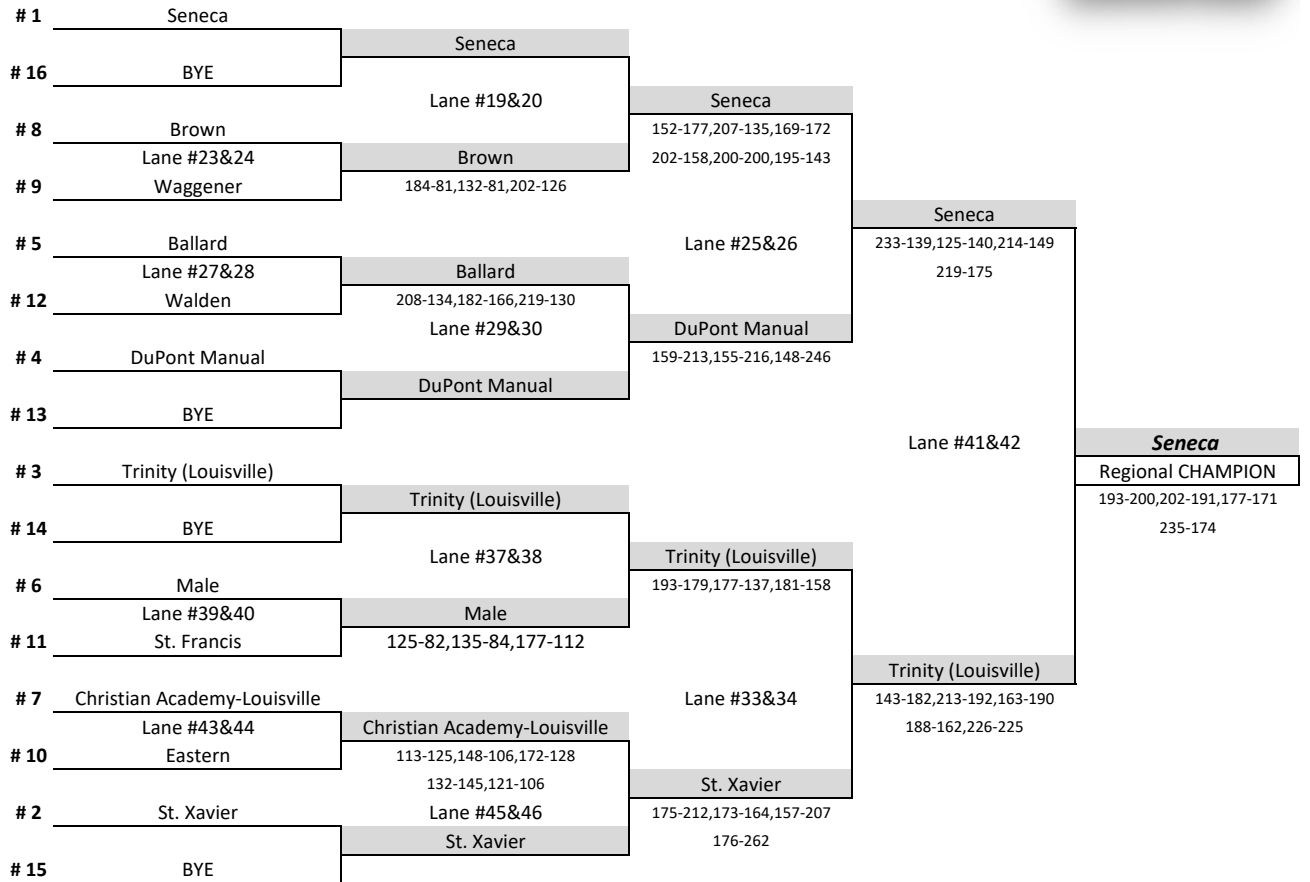 # 1 Seneca
Seneca
# 16 BYE
Lane #19&20 Seneca
# 8 Brown 152-177,207-135,169-172
Lane #23&24 Brown 202-158,200-200,195-143
# 9 Waggener 184-81,132-81,202-126
Seneca
# 5 Ballard Lane #25&26 233-139,125-140,214-149
Lane #27&28 Ballard 219-175
# 12 Walden 208-134,182-166,219-130
Lane #29&30 DuPont Manual
# 4 DuPont Manual 159-213,155-216,148-246
DuPont Manual
# 13 BYE
Lane #41&42 Seneca
# 3 Trinity (Louisville) Regional CHAMPION
Trinity (Louisville) 193-200,202-191,177-171
# 14 BYE 235-174
Lane #37&38 Trinity (Louisville)
# 6 Male 193-179,177-137,181-158
Lane #39&40 Male
# 11 St. Francis 125-82,135-84,177-112
Trinity (Louisville)
# 7 Christian Academy-Louisville Lane #33&34 143-182,213-192,163-190
Lane #43&44 Christian Academy-Louisville 188-162,226-225
# 10 Eastern 113-125,148-106,172-128
132-145,121-106 St. Xavier
# 2 St. Xavier Lane #45&46 175-212,173-164,157-207
St. Xavier 176-262
# 15 BYE